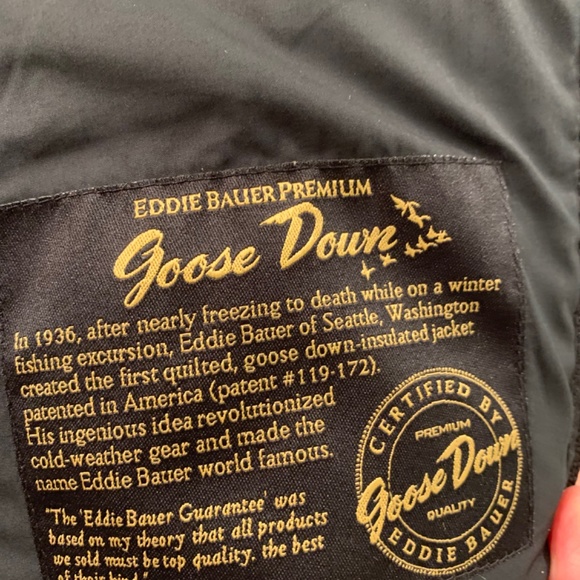 EDDIE BAUER PREMIUM
Goose Down
In 1936, after nearly freezing to death while on a winter
fishing excursion, Eddie Bauer of Seattle, Washington
created the first quilted, goose down-insulated jacket
patented in America (patent #119-172).
His ingenious idea revolutionized
cold-weather gear and made the
name Eddie Bauer world famous.
"The 'Eddie Bauer Guarantee' was
based on my theory that all products
we sold must be top quality. the best
of their kind."
CERTIFIED BY
PREMIUM
Goose Down
QUALITY
EDDIE BAUER